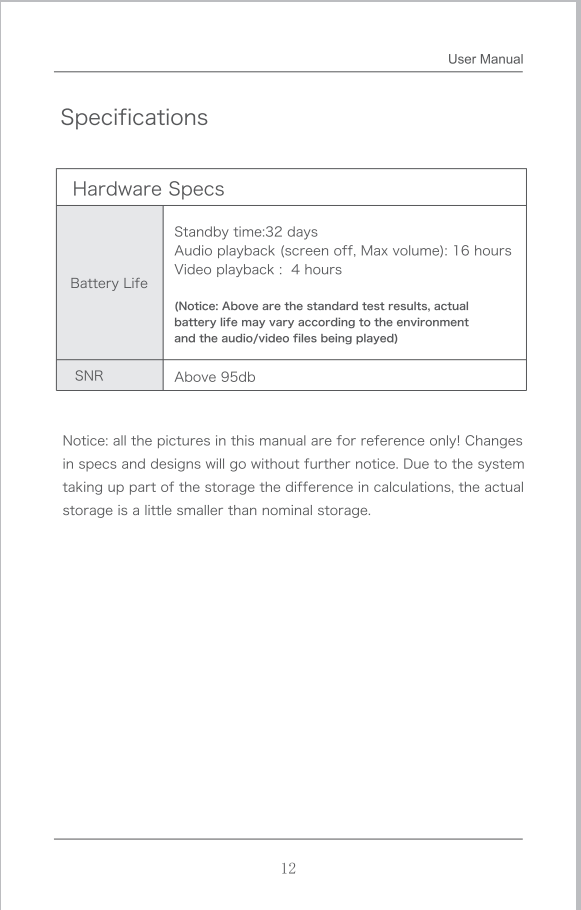 User Manual
Specifications
Hardware Specs
Battery Life
Standby time:32 days
Audio playback (screen off, Max volume): 16 hours
Video playback :  4 hours
(Notice: Above are the standard test results, actual
battery life may vary according to the environment
and the audio/video files being played)
SNR
Above 95db
Notice: all the pictures in this manual are for reference only! Changes
in specs and designs will go without further notice. Due to the system
taking up part of the storage the difference in calculations, the actual
storage is a little smaller than nominal storage.
12